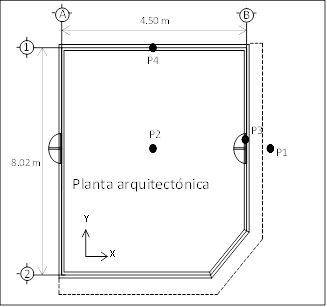 A
B
4.50 m
1
P4
P3
P2
P1
8.02 m
Planta arquitectónica
Y
X
2